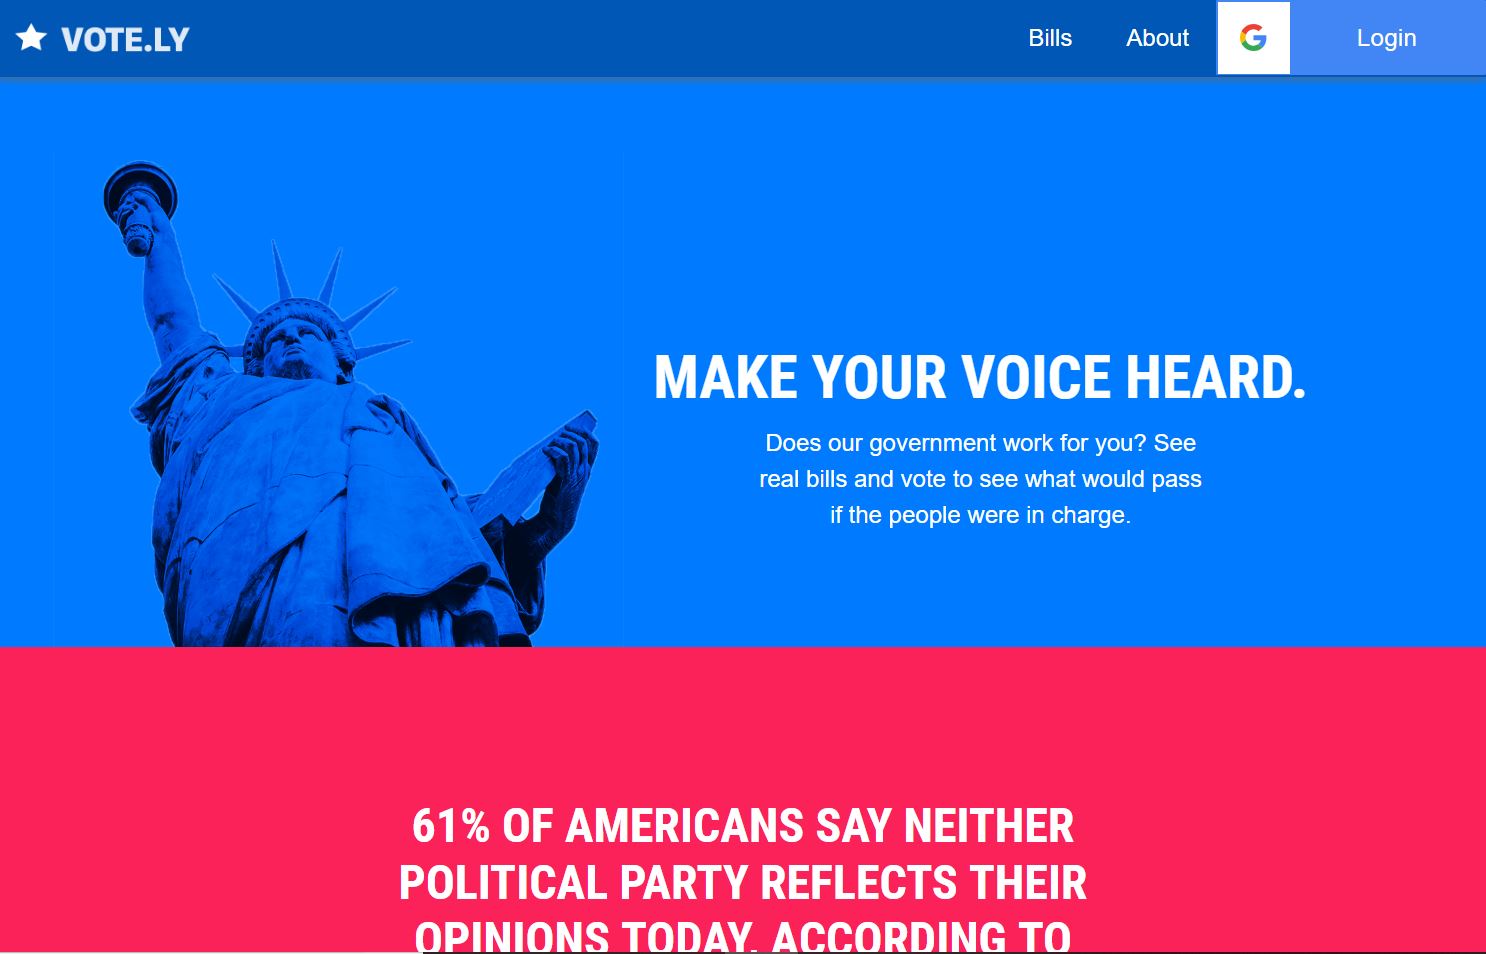 VOTE.LY
Bills
About
Login
MAKE YOUR VOICE HEARD.
Does our government work for you? See
real bills and vote to see what would pass
if the people were in charge.
61% OF AMERICANS SAY NEITHER
POLITICAL PARTY REFLECTS THEIR
OPINIONS TODAY, ACCORDING TO